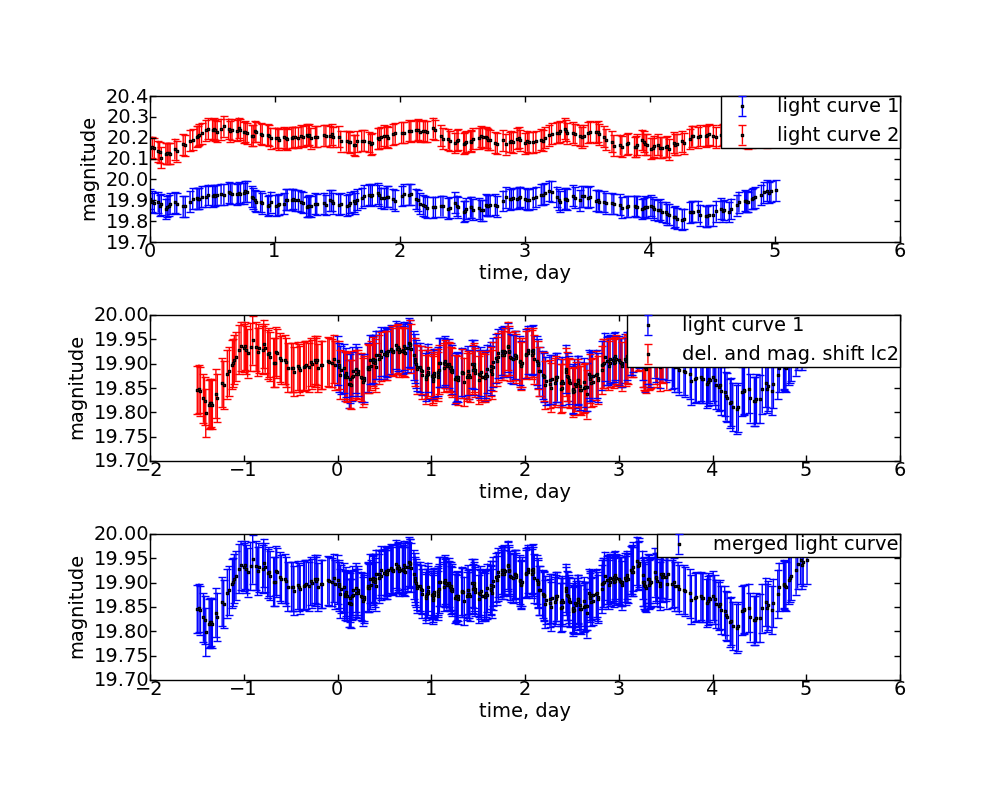 20.4
20.3
20.2
20.1
20.0
19.9
19.8
19.7
light curve 1
light curve 2
magnitude
0 1 2 3 4 5 6
time, day
20.00
19.95
19.90
19.85
19.80
19.75
19.70
light curve 1
del. and mag. shift lc2
magnitude
−2 −1 0 1 2 3 4 5 6
time, day
20.00
19.95
19.90
19.85
19.80
19.75
19.70
merged light curve
magnitude
−2 −1 0 1 2 3 4 5 6
time, day